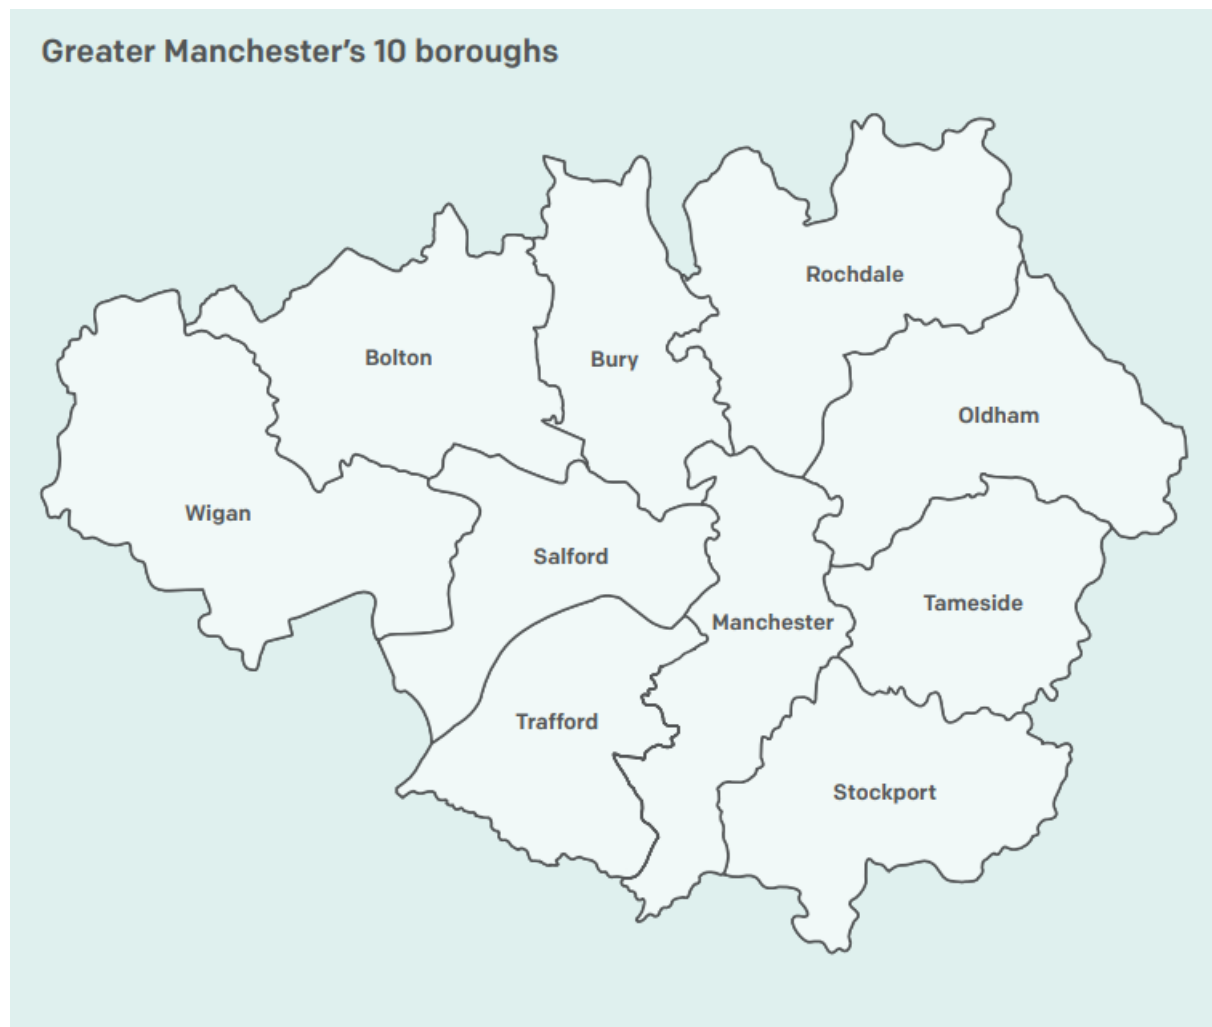 Greater Manchester’s 10 boroughs
Rochdale
Bolton
Bury
Oldham
Wigan
Salford
Tameside
Manchester
Trafford
Stockport